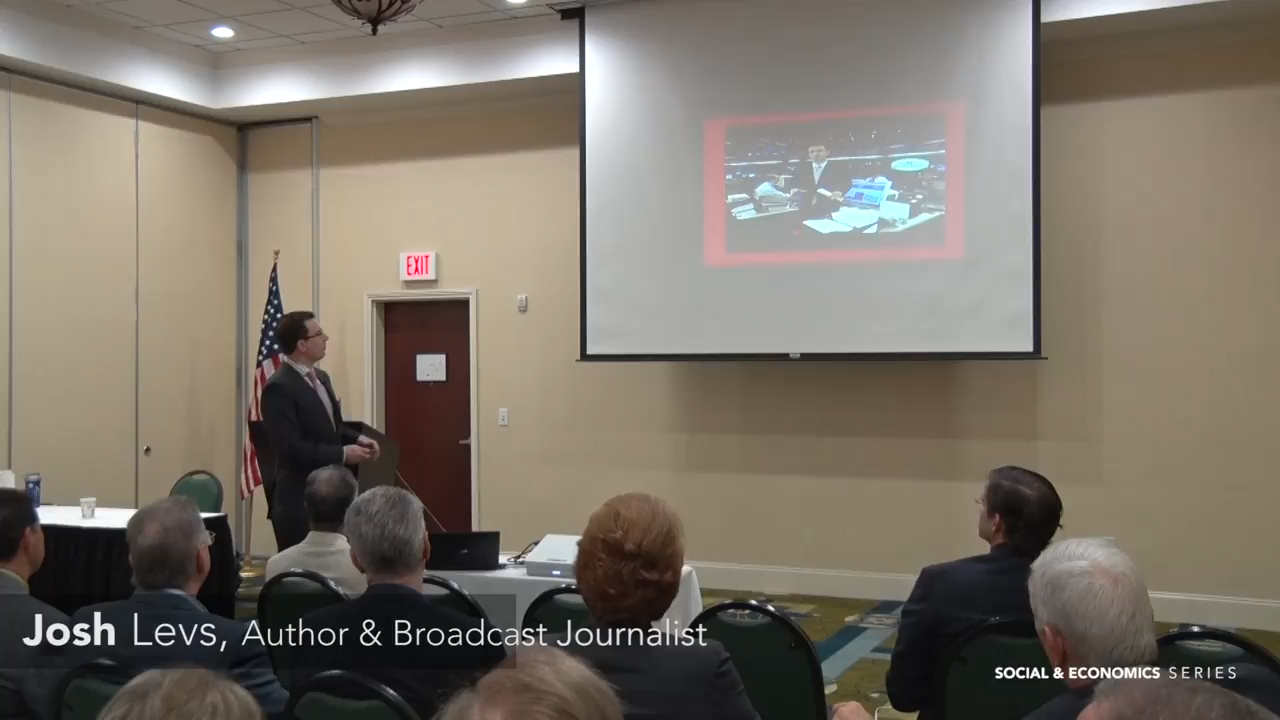 EXIT
Josh Levs, Author & Broadcast Journalist
SOCIAL & ECONOMICS SERIES